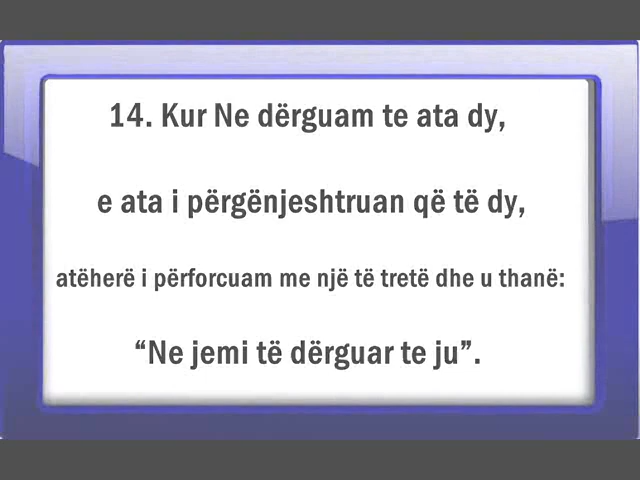 14. Kur Ne dërguam te ata dy,
e ata i përgënjeshtruan që të dy,
atëherë i përforcuam me një të tretë dhe u thanë:
“Ne jemi të dërguar te ju”.